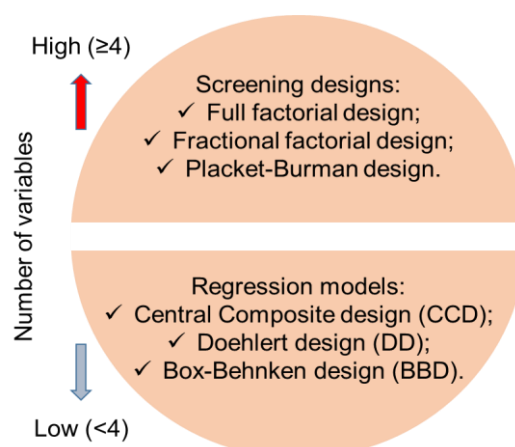 High (≥4)
Number of variables
Low (<4)
Screening designs:
✓ Full factorial design;
✓ Fractional factorial design;
✓ Placket-Burman design.
Regression models:
✓ Central Composite design (CCD);
✓ Doehlert design (DD);
✓ Box-Behnken design (BBD).